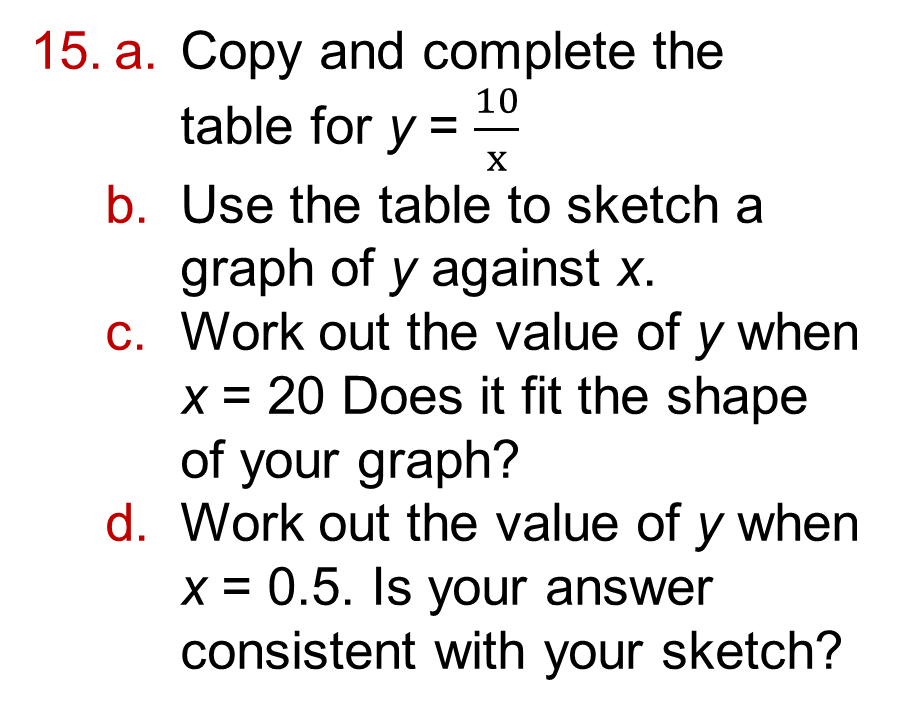 15. a. Copy and complete the
table for y = 10/x
b. Use the table to sketch a
graph of y against x.
c. Work out the value of y when
x = 20 Does it fit the shape
of your graph?
d. Work out the value of y when
x = 0.5. Is your answer
consistent with your sketch?